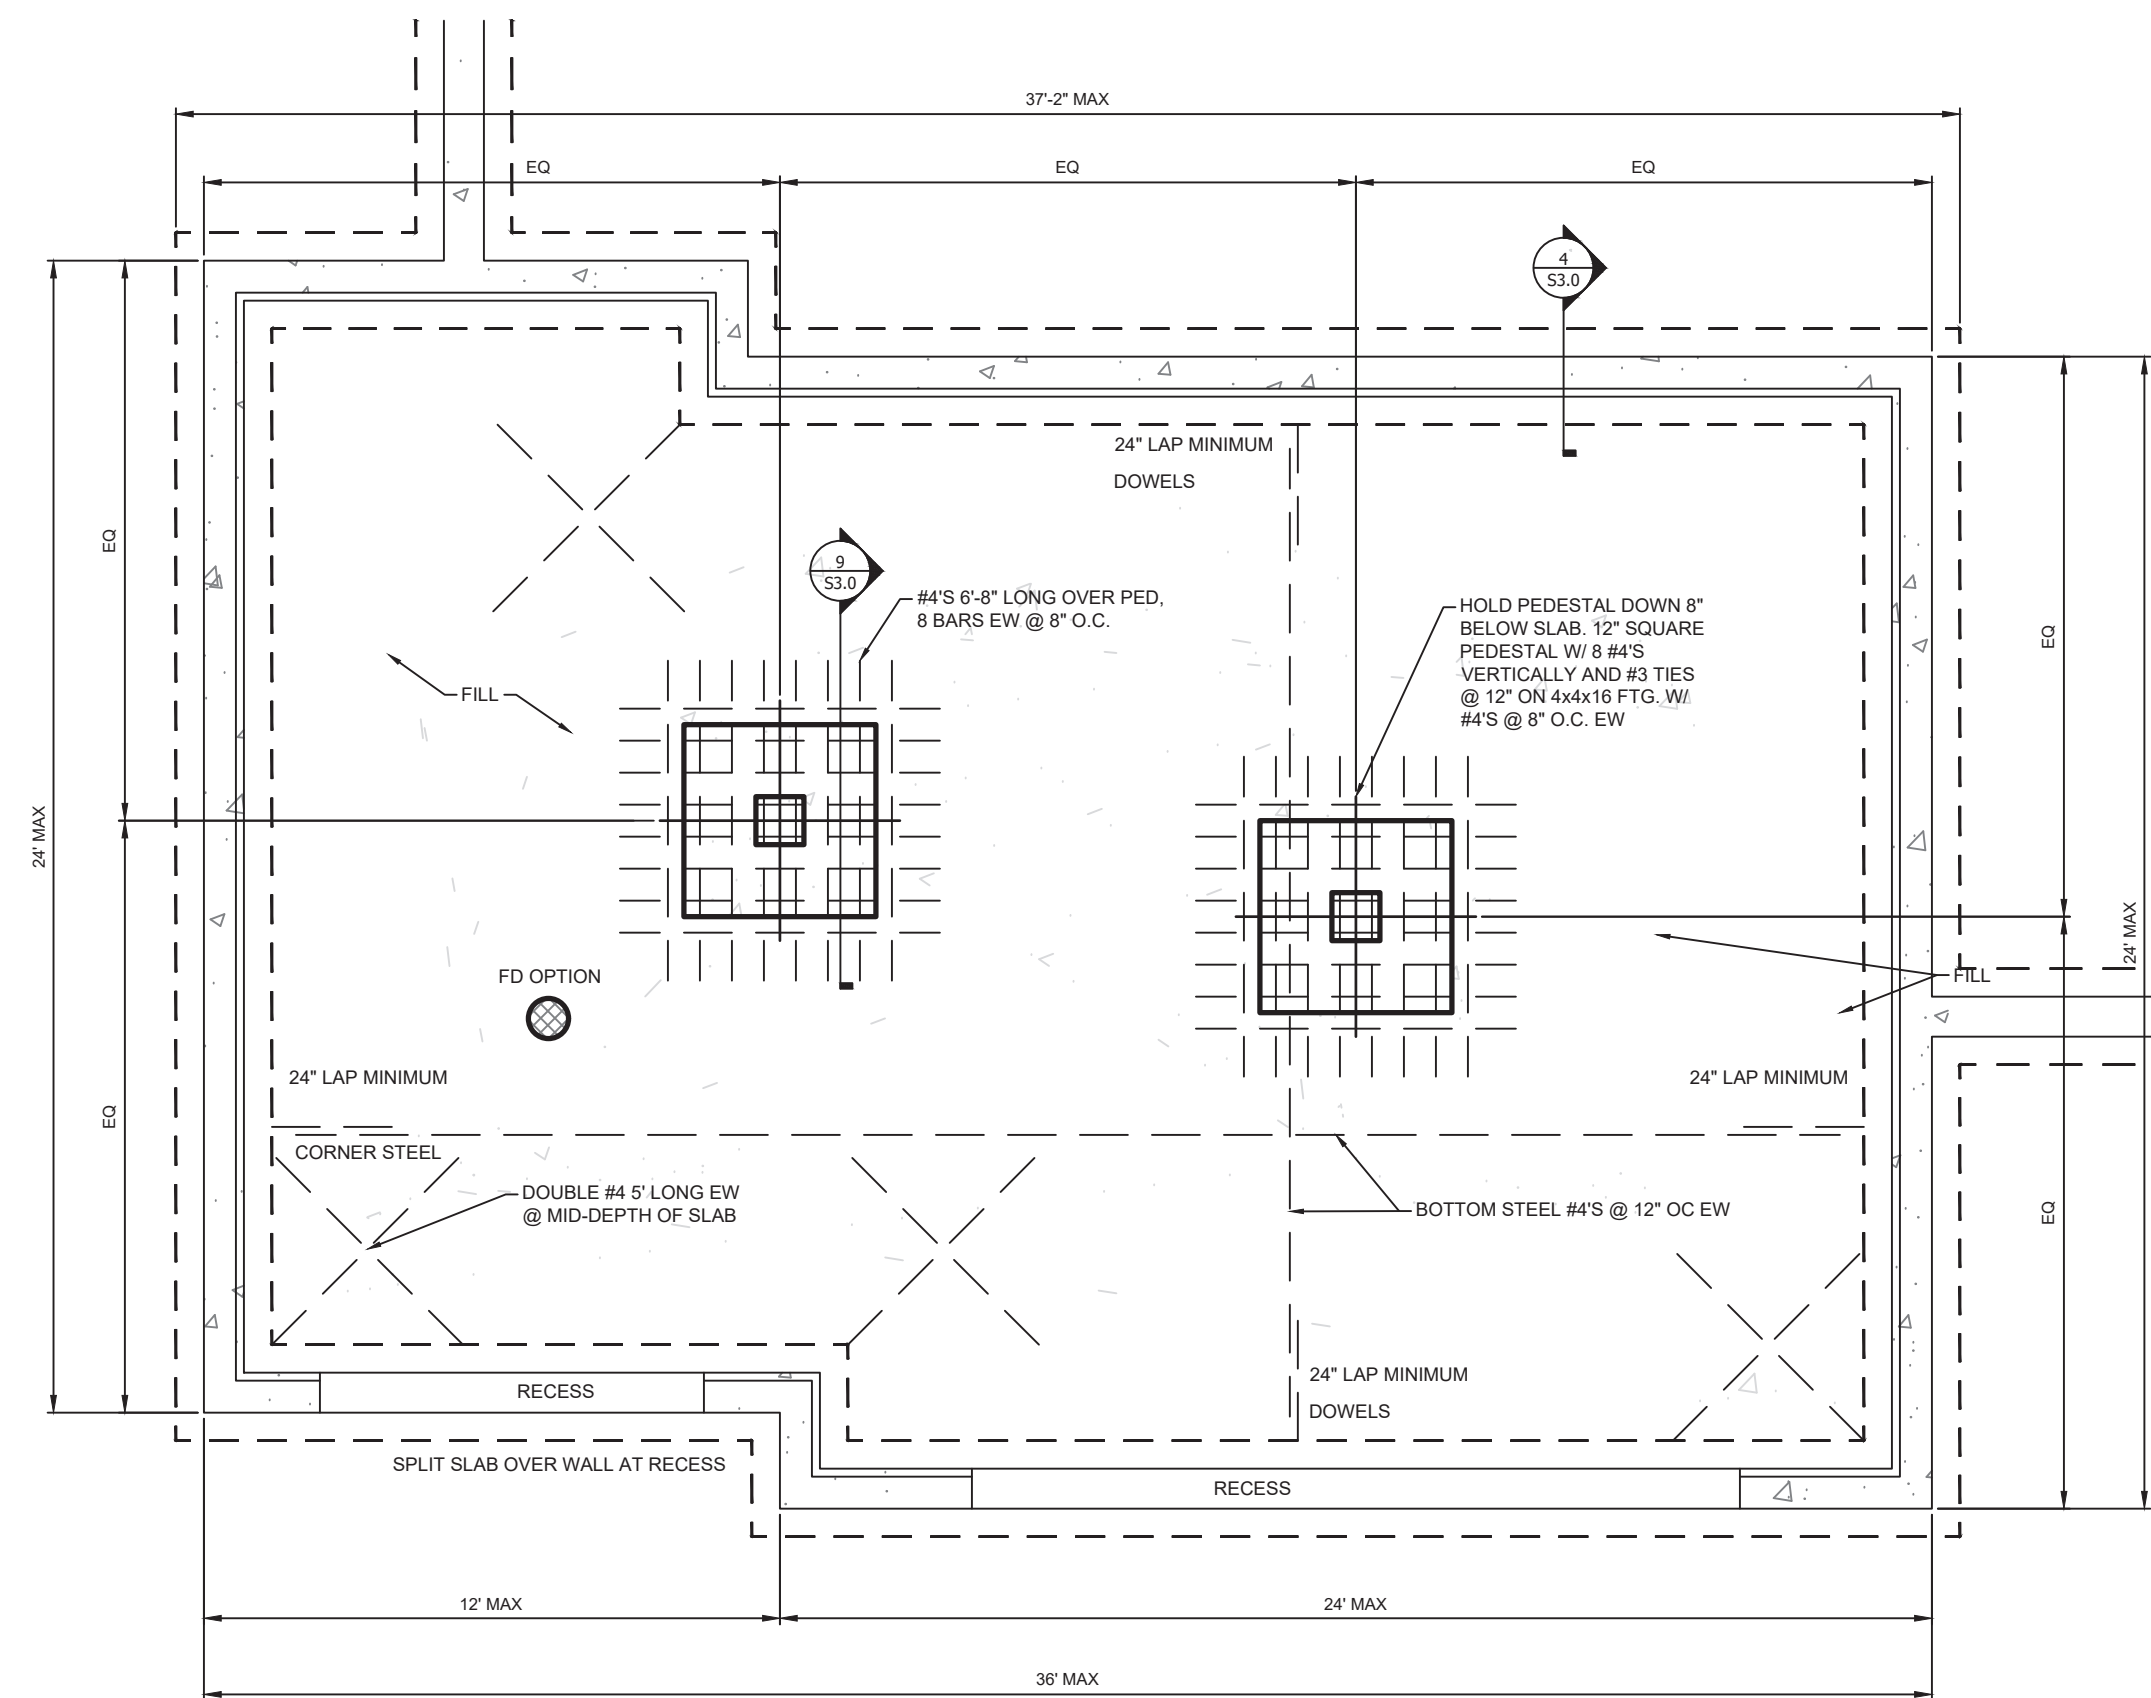 37'-2" MAX
EQ
EQ
EQ
4
S3.0
24" LAP MINIMUM
DOWELS
EQ
24' MAX
9
S3.0
#4'S 6'-8" LONG OVER PED,
8 BARS EW @ 8" O.C.
HOLD PEDESTAL DOWN 8"
BELOW SLAB. 12" SQUARE
PEDESTAL W/ 8 #4'S
VERTICALLY AND #3 TIES
@ 12" ON 4x4x16 FTG. W/
#4'S @ 8" O.C. EW
EQ
FILL
24' MAX
FD OPTION
FILL
24" LAP MINIMUM
24" LAP MINIMUM
EQ
CORNER STEEL
DOUBLE #4 5' LONG EW
@ MID-DEPTH OF SLAB
BOTTOM STEEL #4'S @ 12" OC EW
EQ
24" LAP MINIMUM
DOWELS
RECESS
SPLIT SLAB OVER WALL AT RECESS
RECESS
12' MAX
24' MAX
36' MAX